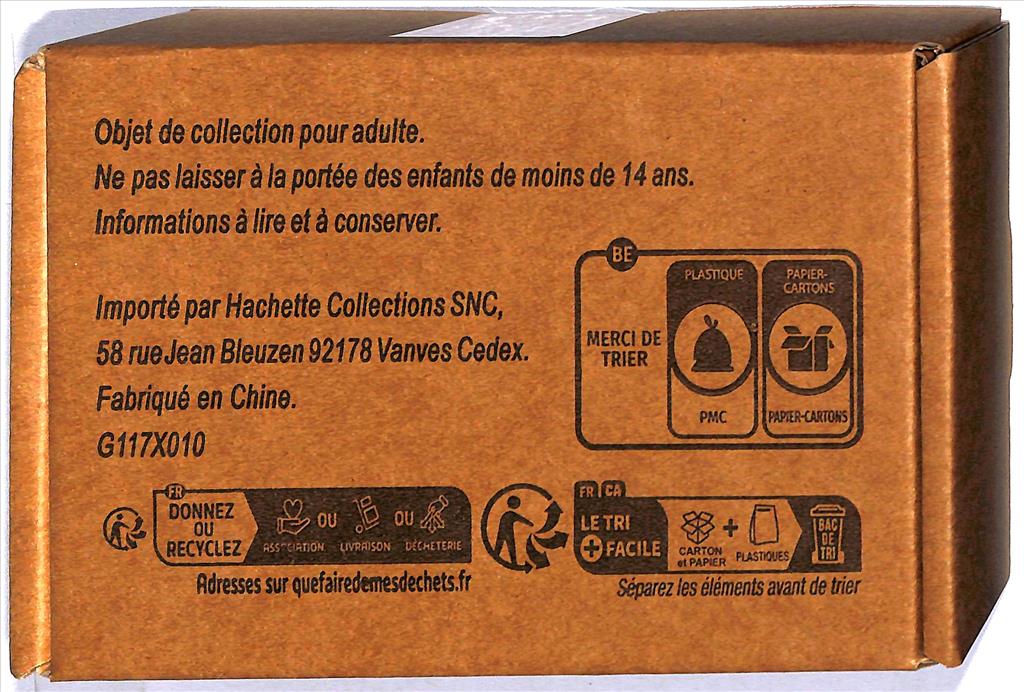 Objet de collection pour adulte.
Ne pas laisser à la portée des enfants de moins de 14 ans.
Informations à lire et à conserver.
Importé par Hachette Collections SNC,
58 rue Jean Bleuzen 92178 Vanves Cedex.
Fabriqué en Chine.
G117X010
BE
MERCI DE
TRIER
PLASTIQUE
PMC
PAPIER-
CARTONS
PAPIER-CARTONS
FR
DONNEZ
OU
RECYCLEZ
ASSOCIATION
OU
LIVRAISON
OU
DÉCHÈTERIE
Adresses sur quefairedemesdechets.fr
FR CA
LE TRI
+ FACILE
CARTON
et PAPIER
+
PLASTIQUES
BAC
DE
TRI
Séparez les éléments avant de trier